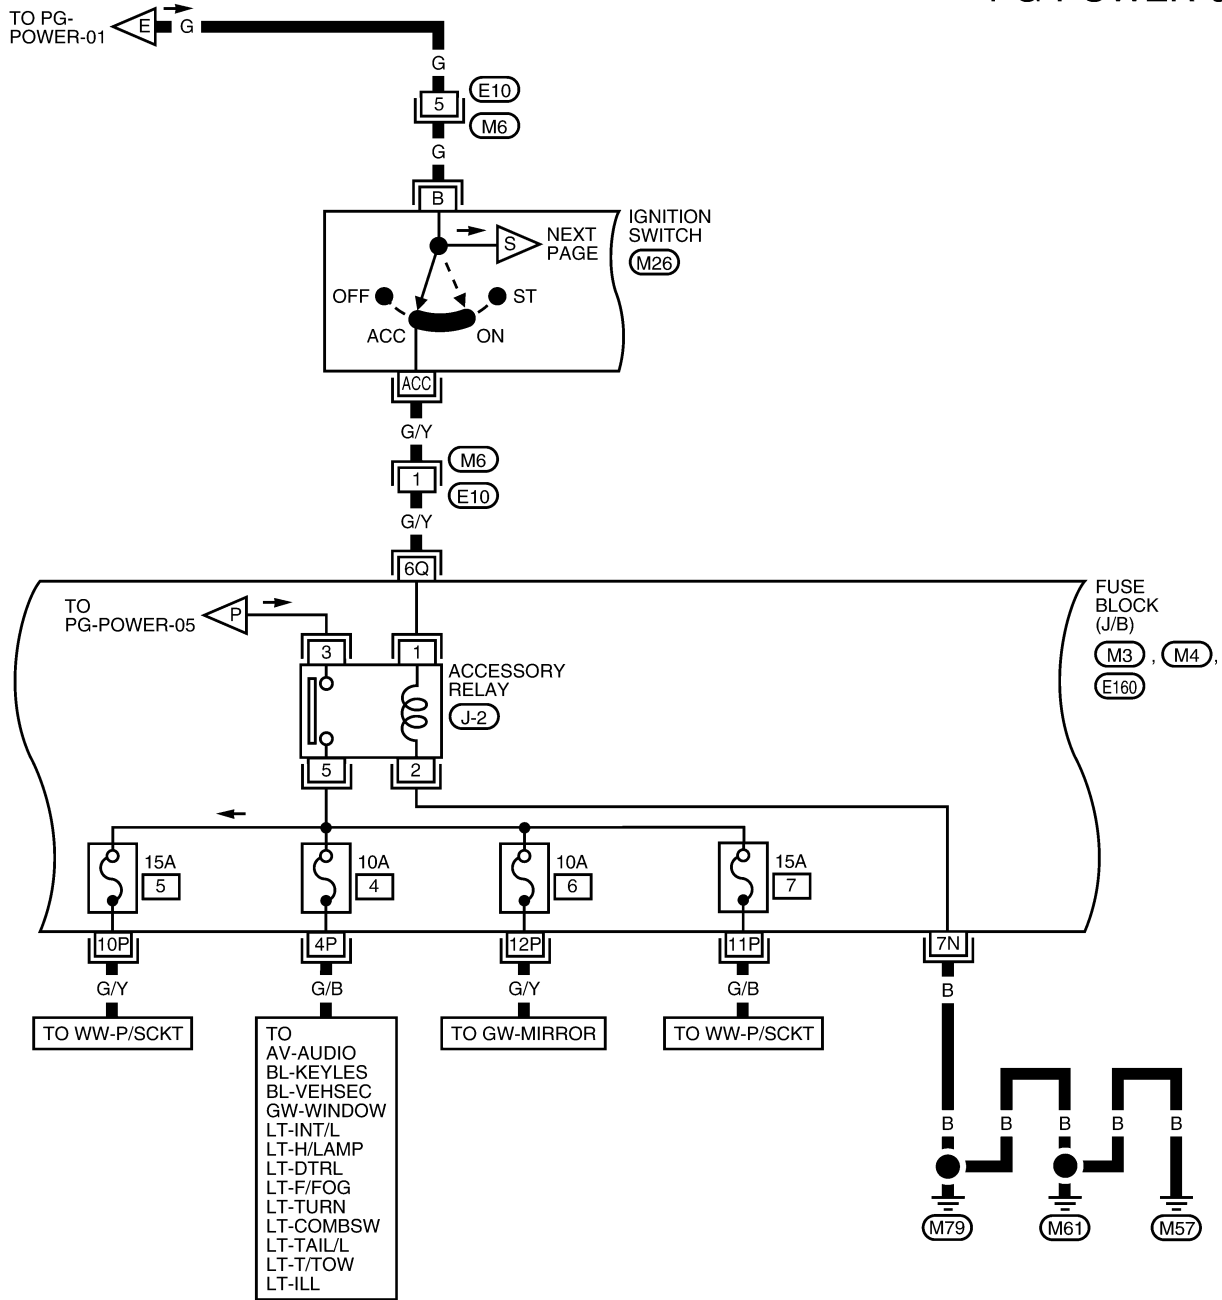 TO PG-
POWER-01
E
G
G
5
E10
M6
G
B
IGNITION
SWITCH
M26
S
NEXT
PAGE
OFF
ST
ACC
ON
ACC
G/Y
M6
1
E10
G/Y
6Q
FUSE
BLOCK
(J/B)
M3 , M4 ,
E160
TO
PG-POWER-05
P
3
1
ACCESSORY
RELAY
J-2
5
2
15A
5
10A
4
10A
6
15A
7
10P
4P
12P
11P
7N
G/Y
G/B
G/Y
G/B
B
TO WW-P/SCKT
TO
AV-AUDIO
BL-KEYLES
BL-VEHSEC
GW-WINDOW
LT-INT/L
LT-H/LAMP
LT-DTRL
LT-F/FOG
LT-TURN
LT-COMBSW
LT-TAIL/L
LT-T/TOW
LT-ILL
TO GW-MIRROR
TO WW-P/SCKT
B
B
B
B
B
M79
M61
M57